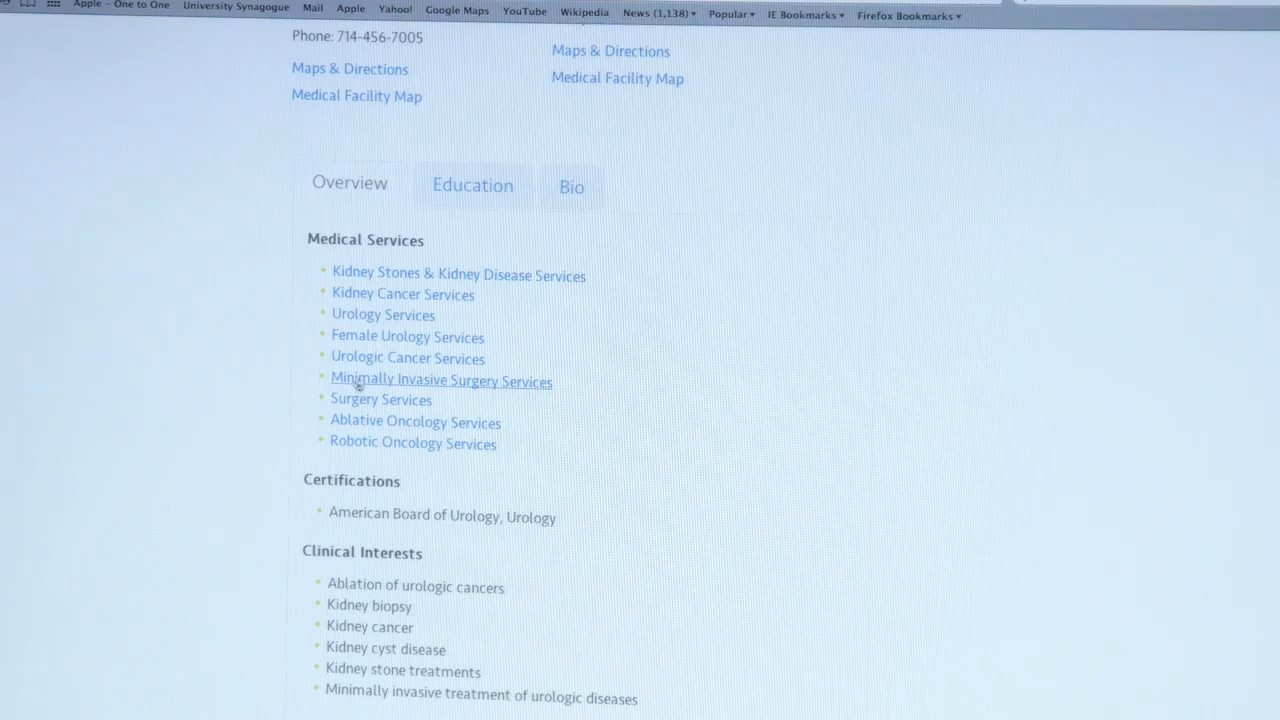 Apple – One to One University Synagogue Mail Apple Yahoo! Google Maps YouTube Wikipedia News (1,138) Popular IE Bookmarks Firefox Bookmarks
Phone: 714-456-7005
Maps & Directions
Medical Facility Map
Maps & Directions
Medical Facility Map
Overview Education Bio
Medical Services
Kidney Stones & Kidney Disease Services
Kidney Cancer Services
Urology Services
Female Urology Services
Urologic Cancer Services
Minimally Invasive Surgery Services
Surgery Services
Ablative Oncology Services
Robotic Oncology Services
Certifications
American Board of Urology, Urology
Clinical Interests
Ablation of urologic cancers
Kidney biopsy
Kidney cancer
Kidney cyst disease
Kidney stone treatments
Minimally invasive treatment of urologic diseases